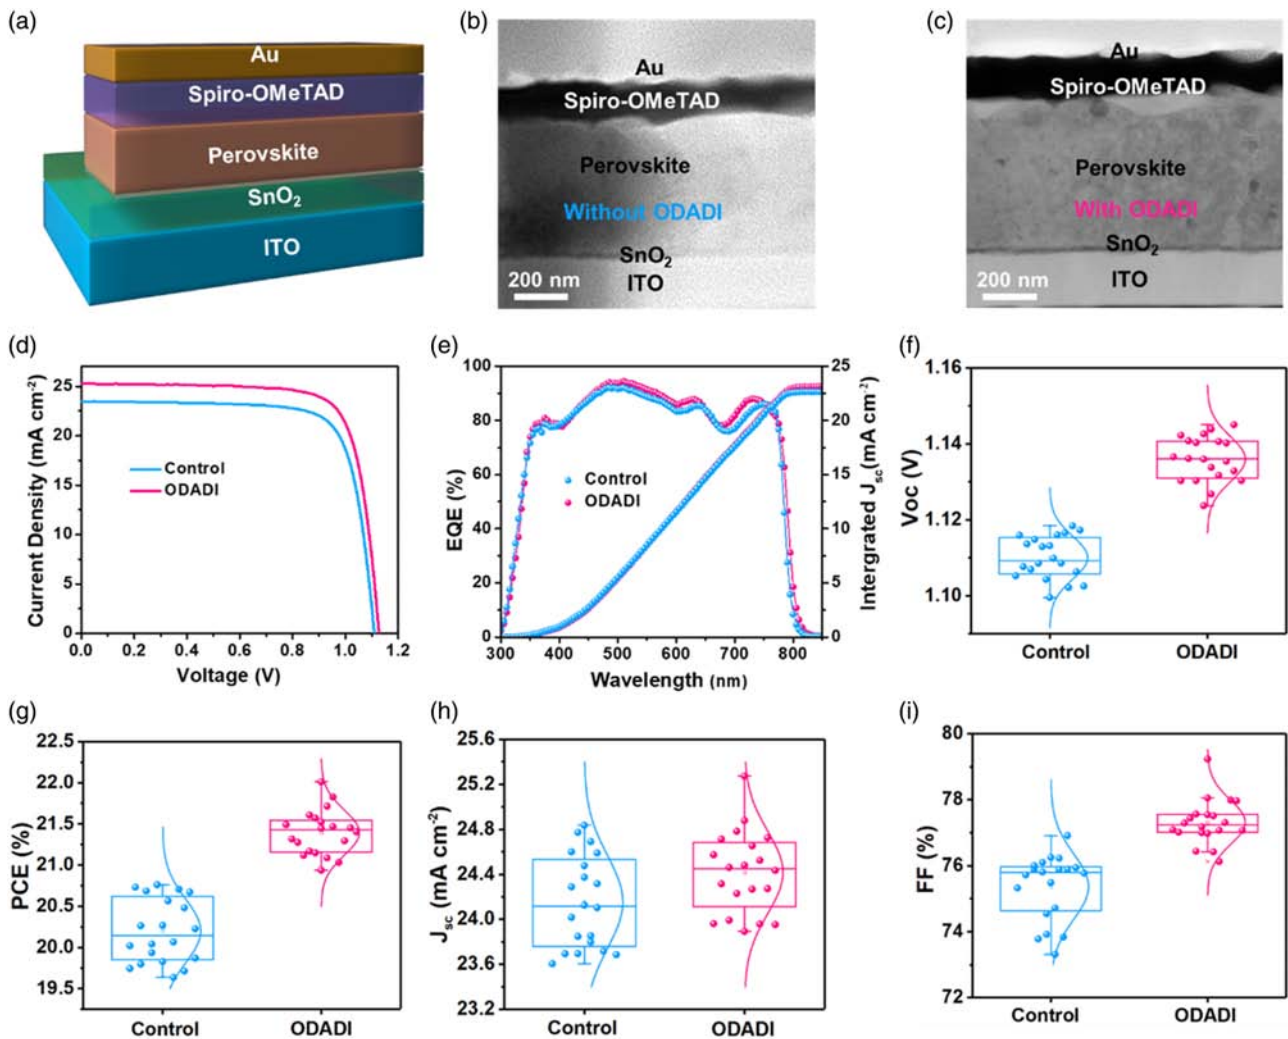 (a)
Au
Spiro-OMeTAD
Perovskite
SnO2
ITO
(b)
Au
Spiro-OMeTAD
Perovskite
Without ODADI
SnO2
ITO
200 nm
(c)
Au
Spiro-OMeTAD
Perovskite
With ODADI
SnO2
ITO
200 nm
(d)
Current Density (mA cm-2)
25
22
15
10
5
0
Control
ODADI
0.0 0.2 0.4 0.6 0.8 1.0 1.2
Voltage (V)
(e)
EQE (%)
100
80
60
40
20
0
Control
ODADI
25
20
15
10
5
0
Intergrated Jsc(mA cm-2)
300 400 500 600 700 800
Wavelength (nm)
(f)
Voc (V)
1.16
1.14
1.12
1.10
Control ODADI
(g)
PCE (%)
22.5
22.0
21.5
21.0
20.5
20.0
19.5
Control ODADI
(h)
Jsc (mA cm-2)
25.6
24.8
24.4
24.0
23.6
23.2
Control ODADI
(i)
FF (%)
80
78
76
74
72
Control ODADI